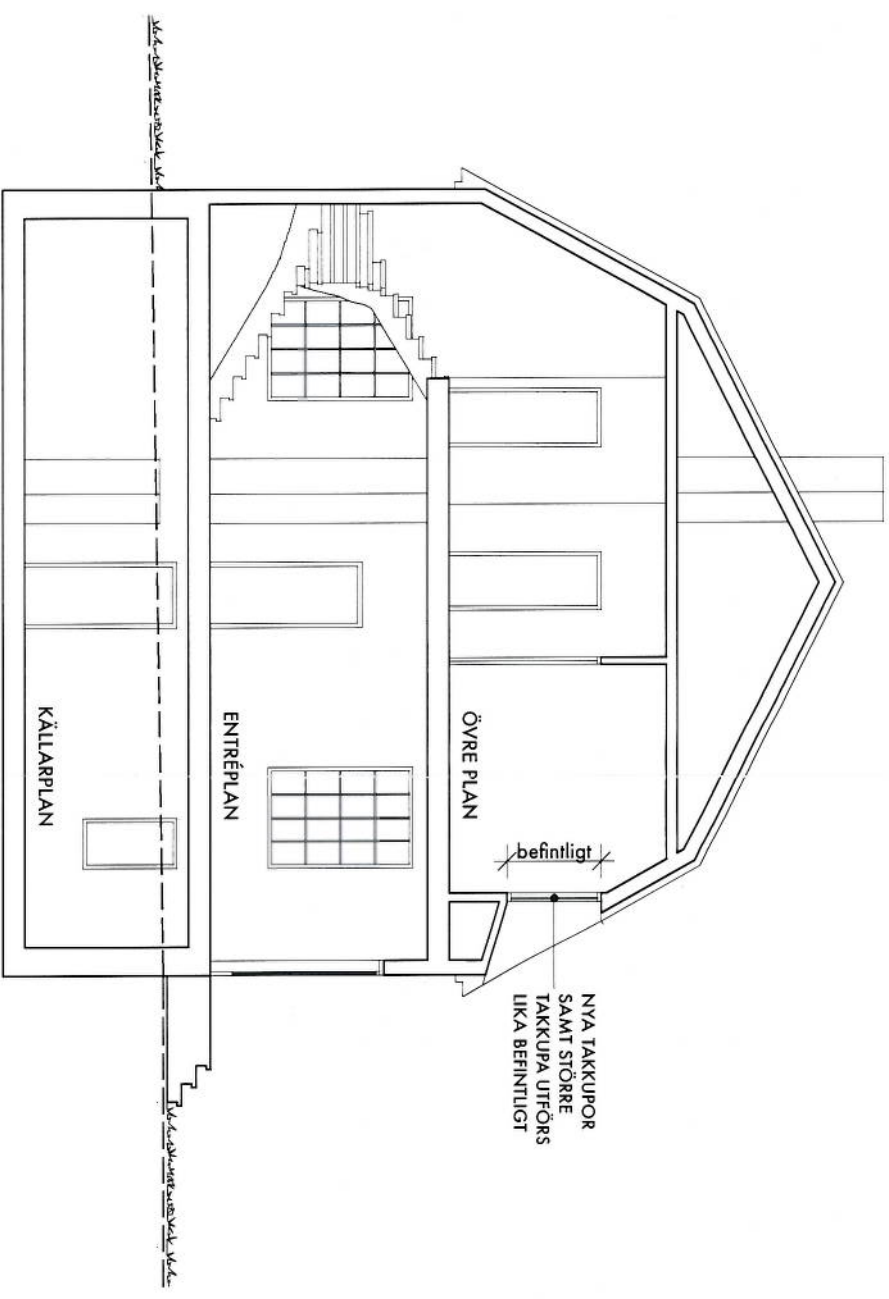 NYA TAKKUPOR
SAMT STÖRRE
TAKKUPA UTFÖRS
LIKA BEFINTLIGT
befintligt
ÖVRE PLAN
ENTRÉPLAN
KÄLLARPLAN